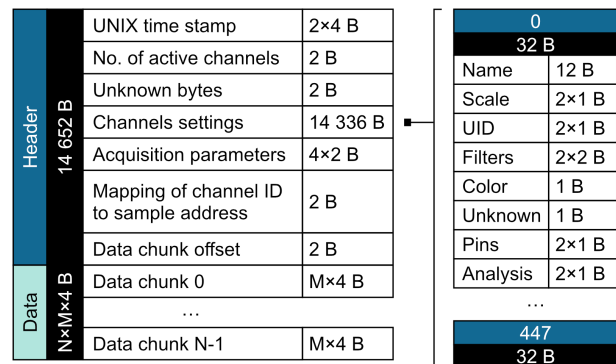 Header
14 652 B
UNIX time stamp 2×4 B
No. of active channels 2 B
Unknown bytes 2 B
Channels settings 14 336 B
Acquisition parameters 4×2 B
Mapping of channel ID
to sample address 2 B
Data chunk offset 2 B
Data
N×M×4 B
Data chunk 0 M×4 B
...
Data chunk N-1 M×4 B
0
32 B
Name 12 B
Scale 2×1 B
UID 2×1 B
Filters 2×2 B
Color 1 B
Unknown 1 B
Pins 2×1 B
Analysis 2×1 B
...
447
32 B